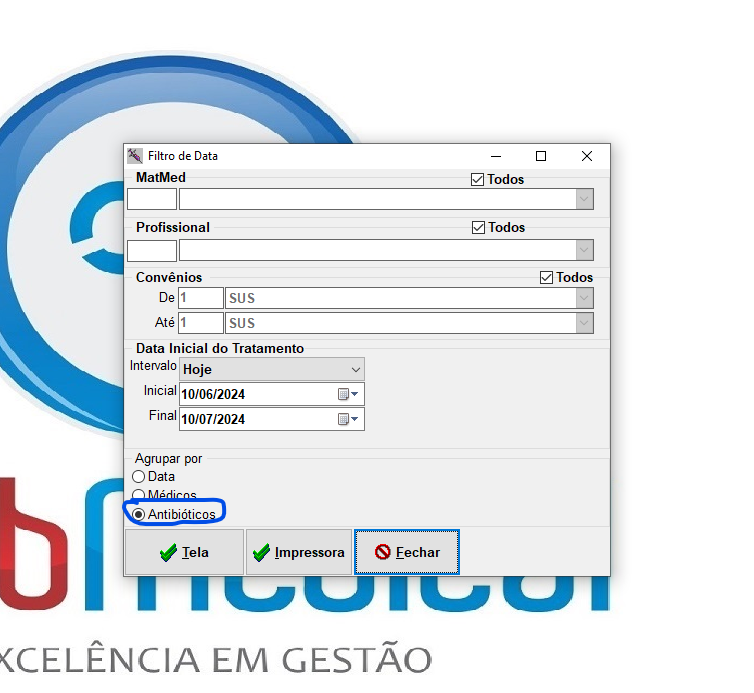 Filtro de Data
MatMed
Todos
Profissional
Todos
Convênios
Todos
De 1 SUS
Até 1 SUS
Data Inicial do Tratamento
Intervalo Hoje
Inicial 10/06/2024
Final 10/07/2024
Agrupar por
Data
Médicos
Antibióticos
Tela Impressora Fechar
EM GESTÃO